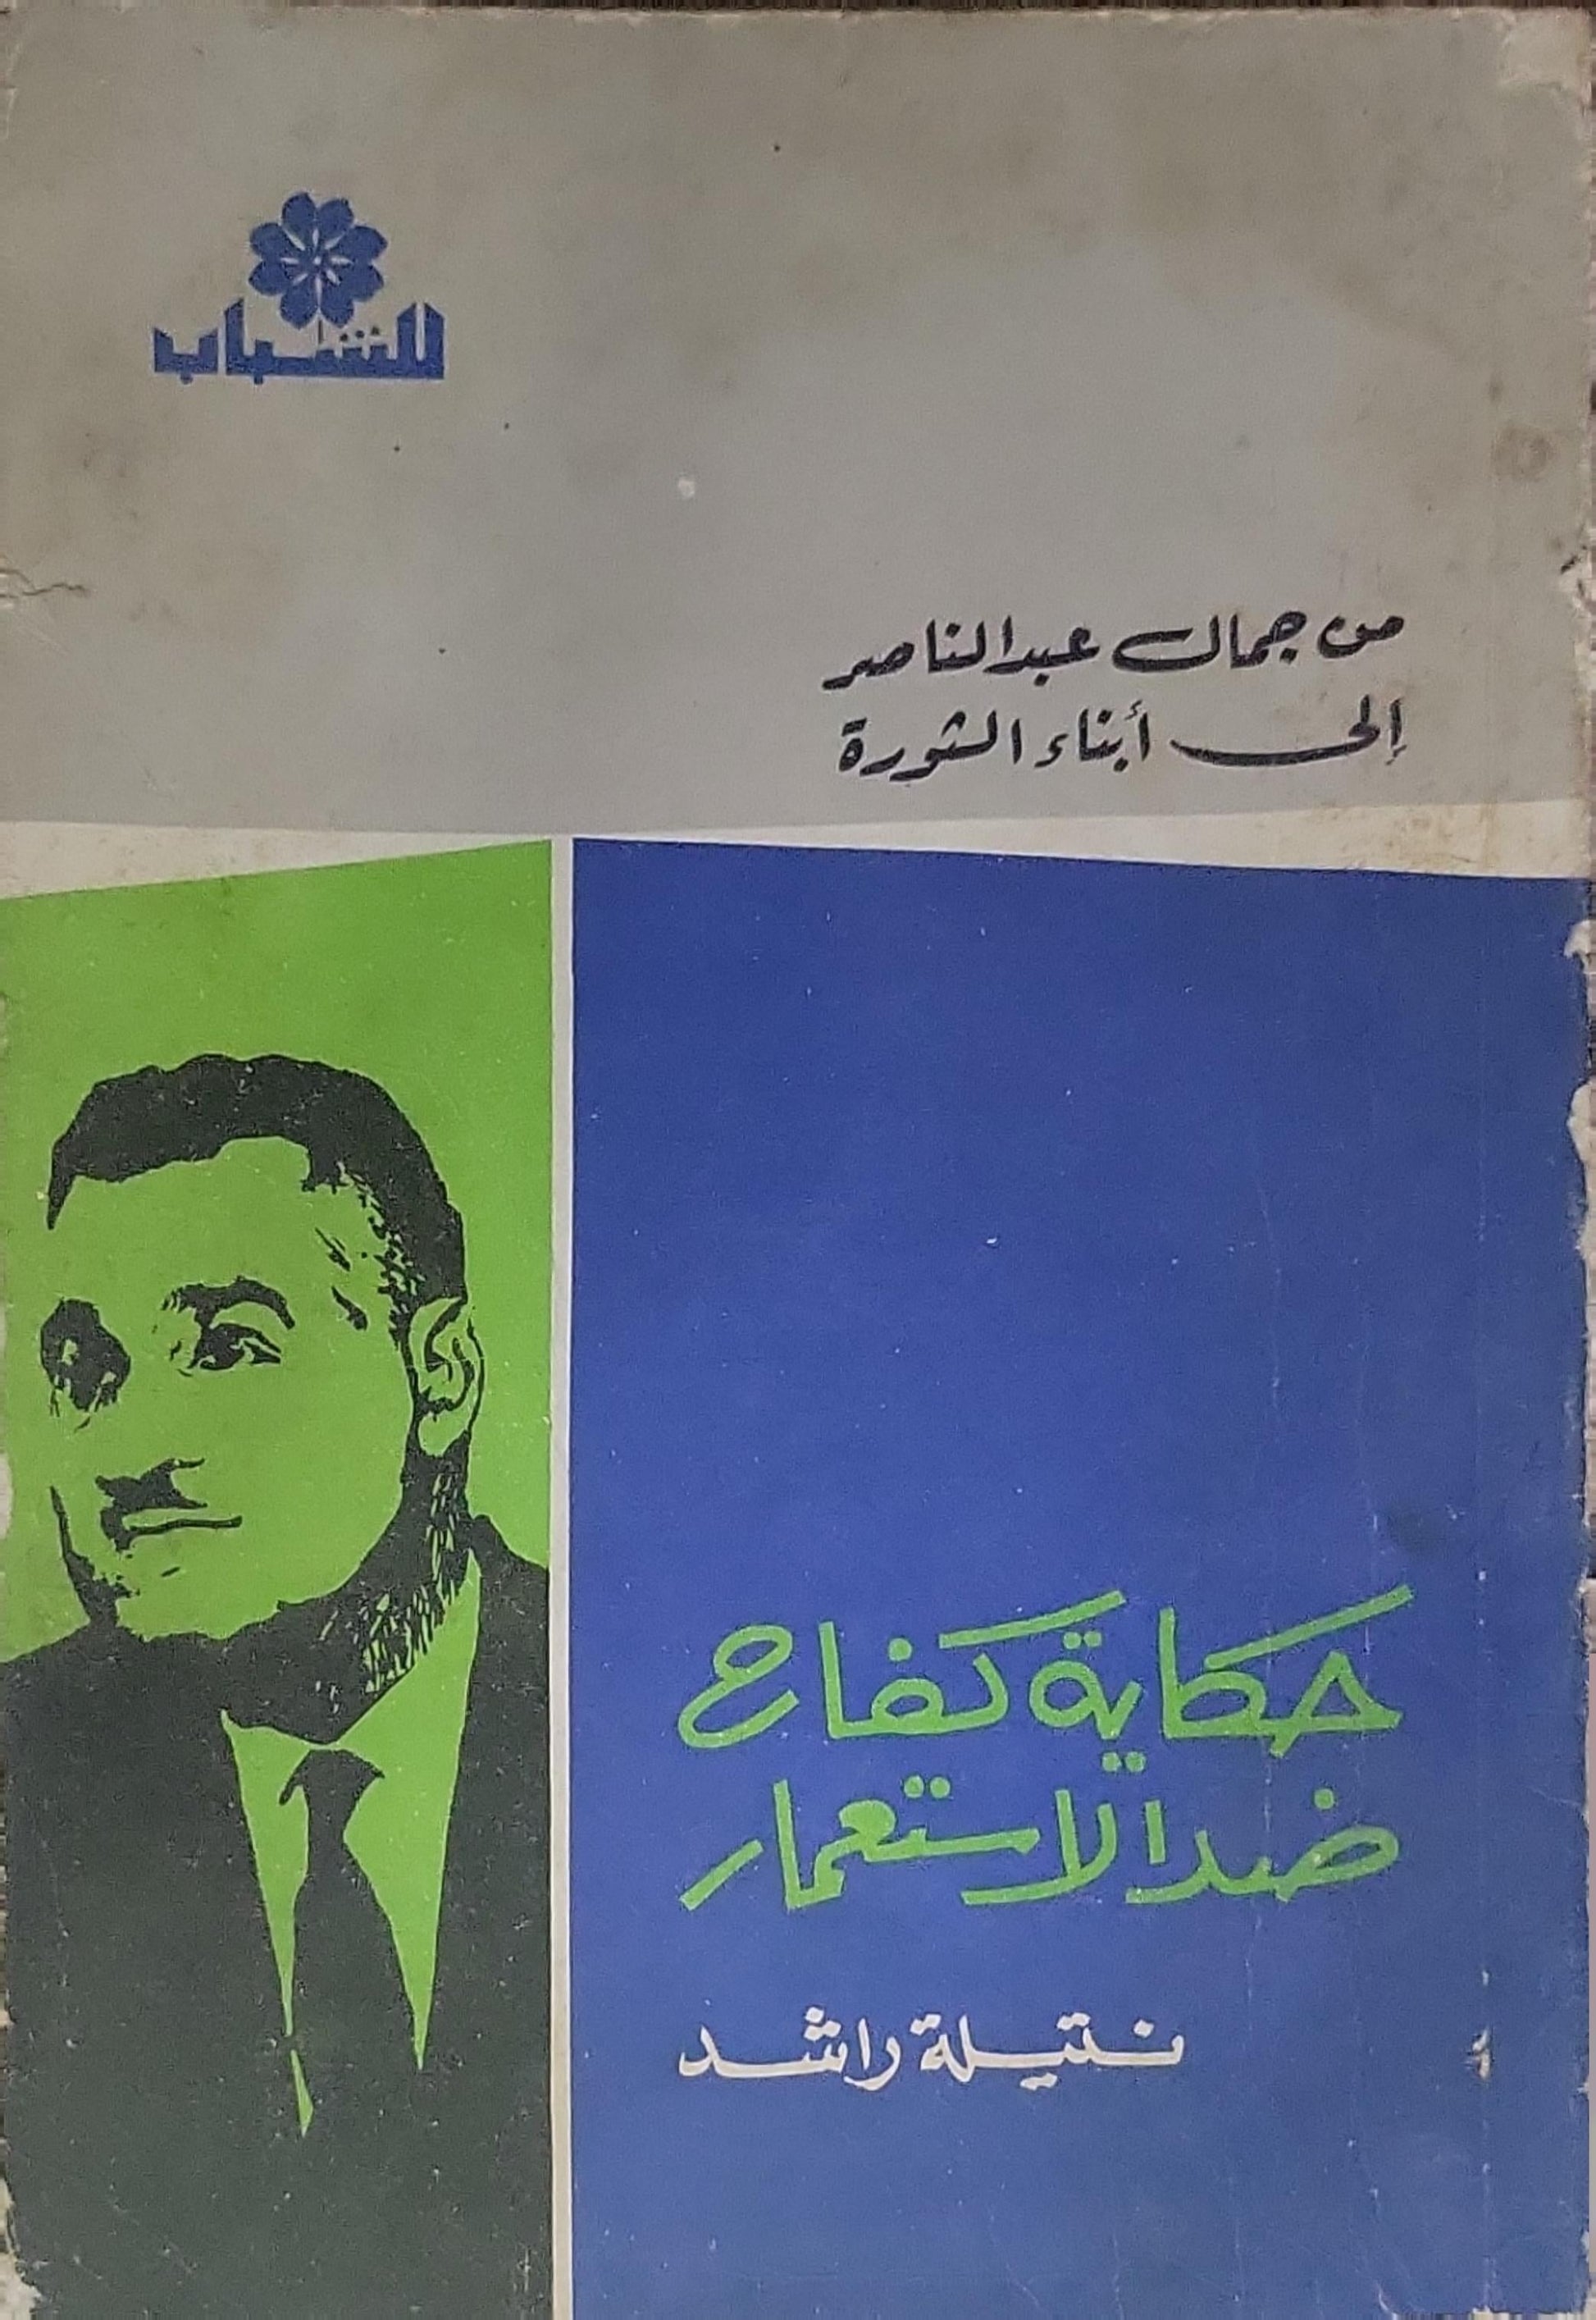 للشباب
من جمال عبد الناصر
إلى أبناء الثورة
حكاية كفاح
ضد الاستعمار
نتيلة راشد